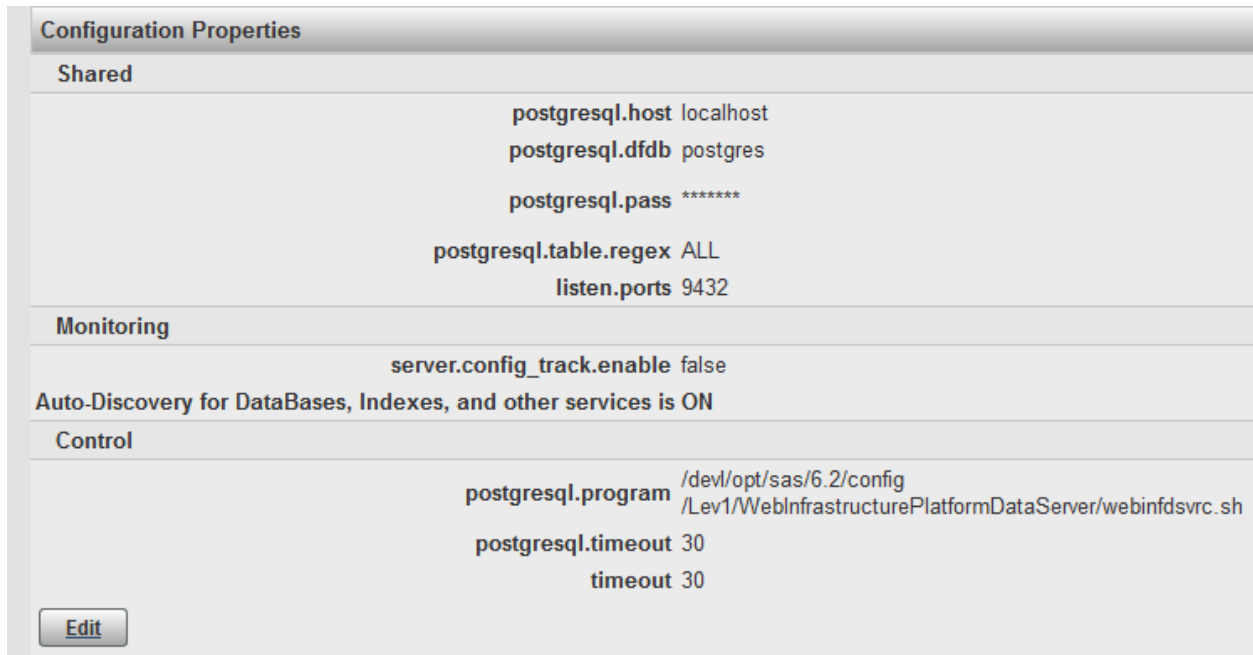 Configuration Properties
Shared
postgresql.host localhost
postgresql.dfdb postgres
postgresql.pass *******
postgresql.table.regex ALL
listen.ports 9432
Monitoring
server.config_track.enable false
Auto-Discovery for DataBases, Indexes, and other services is ON
Control
postgresql.program /devl/opt/sas/6.2/config
/Lev1/WebInfrastructurePlatformDataServer/webinfdsvrc.sh
postgresql.timeout 30
timeout 30
Edit